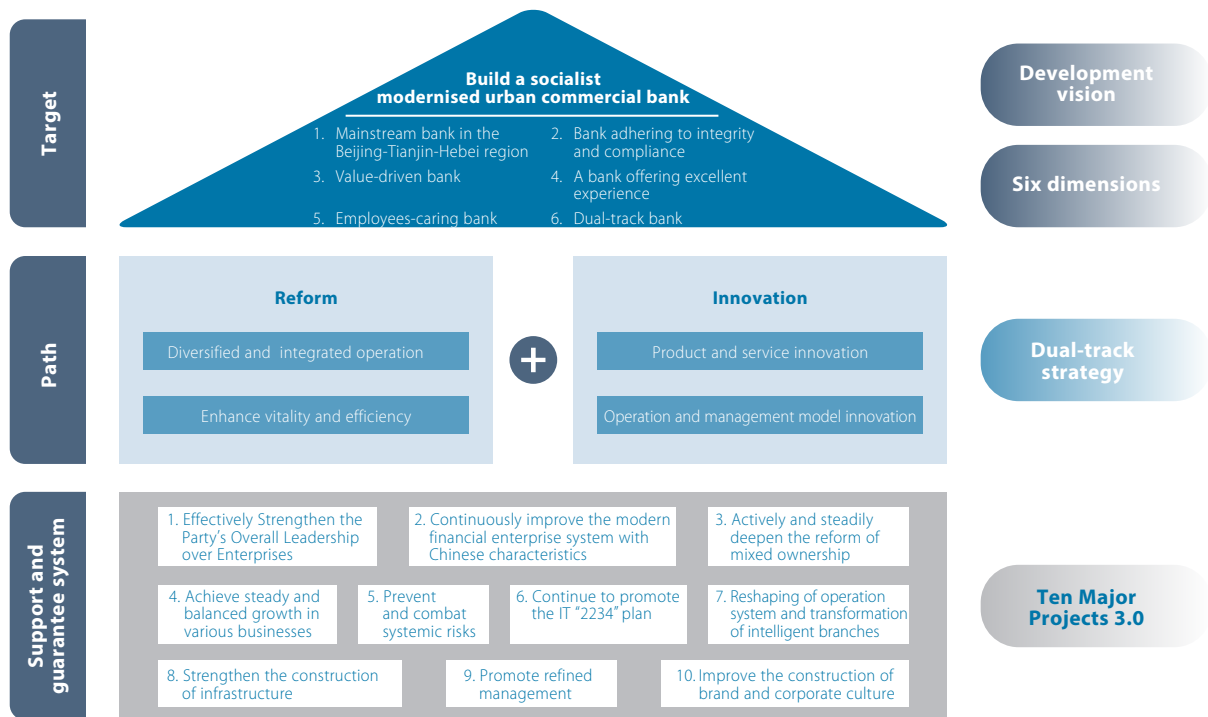 Target
Build a socialist
modernised urban commercial bank
1. Mainstream bank in the
Beijing-Tianjin-Hebei region
2. Bank adhering to integrity
and compliance
3. Value-driven bank
4. A bank offering excellent
experience
5. Employees-caring bank
6. Dual-track bank
Development
vision
Six dimensions
Path
Reform
Diversified and integrated operation
Enhance vitality and efficiency
+
Innovation
Product and service innovation
Operation and management model innovation
Dual-track
strategy
Support and
guarantee system
1. Effectively Strengthen the
Party's Overall Leadership
over Enterprises
2. Continuously improve the modern
financial enterprise system with
Chinese characteristics
3. Actively and steadily
deepen the reform of
mixed ownership
4. Achieve steady and
balanced growth in
various businesses
5. Prevent
and combat
systemic risks
6. Continue to promote
the IT "2234" plan
7. Reshaping of operation
system and transformation
of intelligent branches
8. Strengthen the construction
of infrastructure
9. Promote refined
management
10. Improve the construction of
brand and corporate culture
Ten Major
Projects 3.0